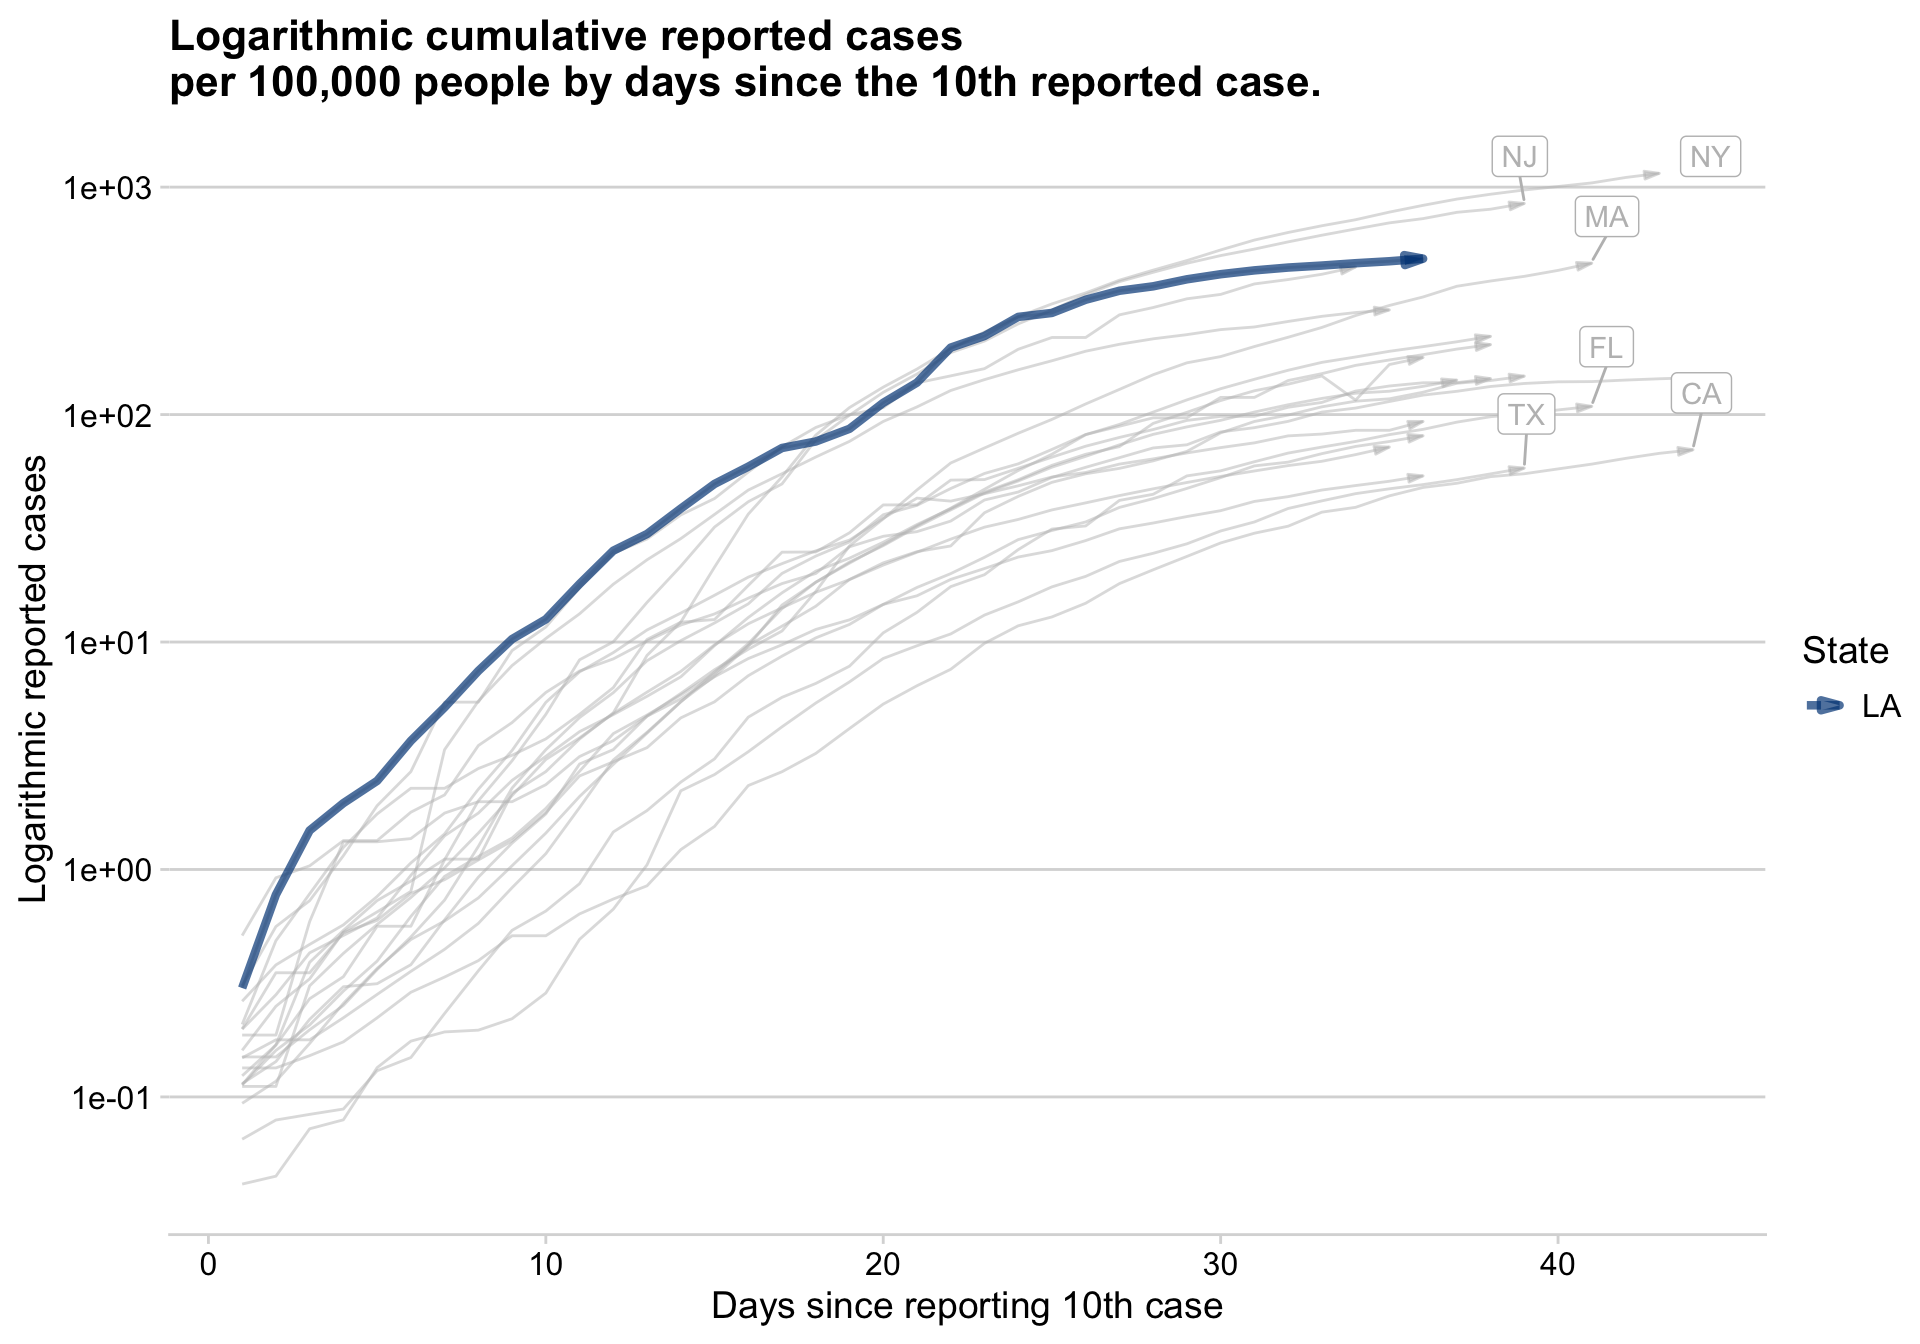 Logarithmic cumulative reported cases
per 100,000 people by days since the 10th reported case.
NJ
NY
1e+03
MA
FL
CA
1e+02
TX
Logarithmic reported cases
1e+01
State
LA
1e+00
1e-01
0 10 20 30 40
Days since reporting 10th case